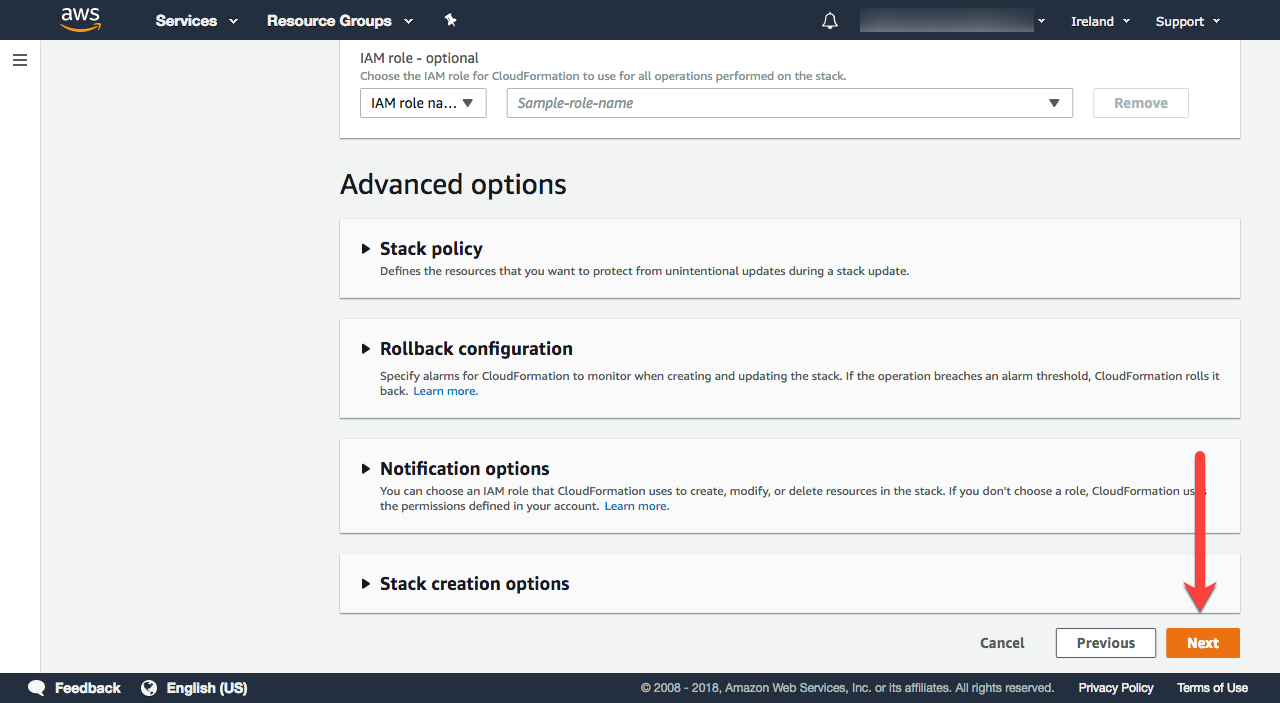 aws Services Resource Groups Ireland Support
IAM role - optional
Choose the IAM role for CloudFormation to use for all operations performed on the stack.
IAM role na... Sample-role-name Remove
Advanced options
Stack policy
Defines the resources that you want to protect from unintentional updates during a stack update.
Rollback configuration
Specify alarms for CloudFormation to monitor when creating and updating the stack. If the operation breaches an alarm threshold, CloudFormation rolls it
back. Learn more.
Notification options
You can choose an IAM role that CloudFormation uses to create, modify, or delete resources in the stack. If you don't choose a role, CloudFormation uses
the permissions defined in your account. Learn more.
Stack creation options
Cancel Previous Next
Feedback English (US) © 2008 - 2018, Amazon Web Services, Inc. or its affiliates. All rights reserved. Privacy Policy Terms of Use